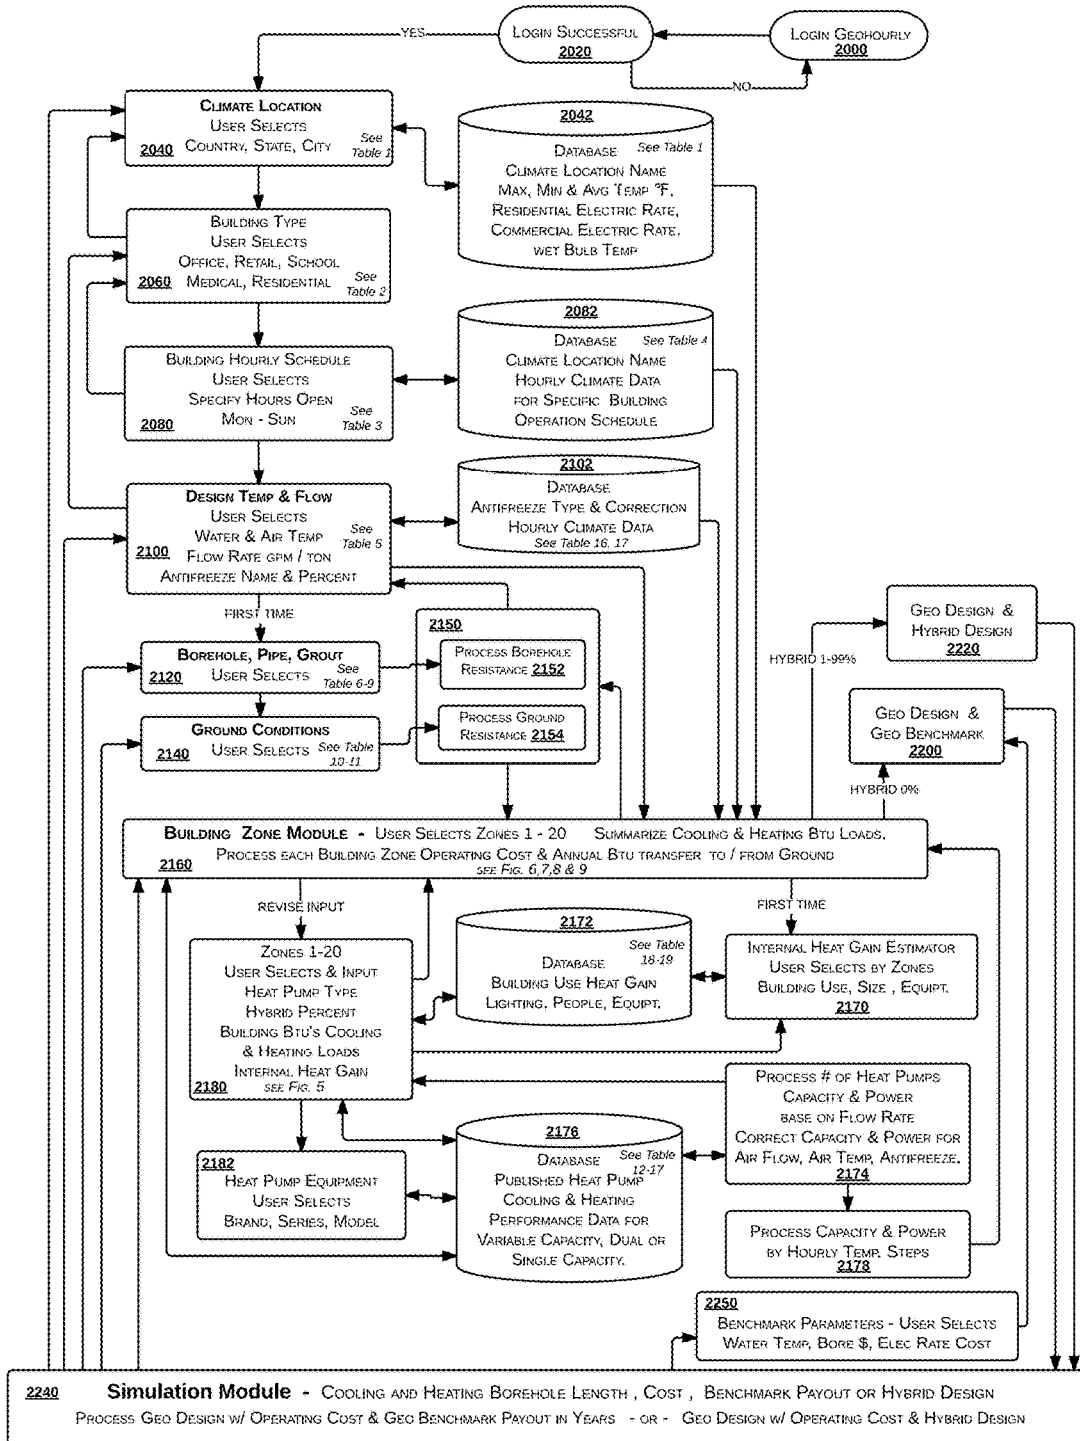 YES
LOGIN SUCCESSFUL
2020
LOGIN GEOHOURLY
2000
NO
CLIMATE LOCATION
USER SELECTS
COUNTRY, STATE, CITY
2040
See
Table 1
2042
DATABASE See Table 1
CLIMATE LOCATION NAME
MAX, MIN & AVG TEMP °F,
RESIDENTIAL ELECTRIC RATE,
COMMERCIAL ELECTRIC RATE,
WET BULB TEMP
BUILDING TYPE
USER SELECTS
OFFICE, RETAIL, SCHOOL
MEDICAL, RESIDENTIAL
2060
See
Table 2
2082
DATABASE See Table 4
CLIMATE LOCATION NAME
HOURLY CLIMATE DATA
FOR SPECIFIC BUILDING
OPERATION SCHEDULE
BUILDING HOURLY SCHEDULE
USER SELECTS
SPECIFY HOURS OPEN
MON - SUN
2080
See
Table 3
2102
DATABASE
ANTIFREEZE TYPE & CORRECTION
HOURLY CLIMATE DATA
See Table 16, 17
DESIGN TEMP & FLOW
USER SELECTS
WATER & AIR TEMP
FLOW RATE GPM / TON
ANTIFREEZE NAME & PERCENT
2100
See
Table 5
FIRST TIME
BOREHOLE, PIPE, GROUT
USER SELECTS
2120
See
Table 6-9
2150
PROCESS BOREHOLE
RESISTANCE 2152
PROCESS GROUND
RESISTANCE 2154
GROUND CONDITIONS
USER SELECTS
2140
See Table
10-11
GEO DESIGN &
HYBRID DESIGN
2220
HYBRID 1-99%
GEO DESIGN &
GEO BENCHMARK
2200
HYBRID 0%
BUILDING ZONE MODULE - USER SELECTS ZONES 1 - 20 SUMMARIZE COOLING & HEATING BTU LOADS.
PROCESS EACH BUILDING ZONE OPERATING COST & ANNUAL BTU TRANSFER TO / FROM GROUND
2160
SEE FIG. 6,7,8 & 9
REVISE INPUT
FIRST TIME
ZONES 1-20
USER SELECTS & INPUT
HEAT PUMP TYPE
HYBRID PERCENT
BUILDING BTU'S COOLING
& HEATING LOADS
INTERNAL HEAT GAIN
2180
SEE FIG. 5
2172
See Table
18-19
DATABASE
BUILDING USE HEAT GAIN
LIGHTING, PEOPLE, EQUIPT.
INTERNAL HEAT GAIN ESTIMATOR
USER SELECTS BY ZONES
BUILDING USE, SIZE , EQUIPT.
2170
PROCESS # OF HEAT PUMPS
CAPACITY & POWER
BASE ON FLOW RATE
CORRECT CAPACITY & POWER FOR
AIR FLOW, AIR TEMP, ANTIFREEZE.
2174
2176
DATABASE See Table
12-17
PUBLISHED HEAT PUMP
COOLING & HEATING
PERFORMANCE DATA FOR
VARIABLE CAPACITY, DUAL OR
SINGLE CAPACITY.
2182
HEAT PUMP EQUIPMENT
USER SELECTS
BRAND, SERIES, MODEL
PROCESS CAPACITY & POWER
BY HOURLY TEMP. STEPS
2178
2250
BENCHMARK PARAMETERS - USER SELECTS
WATER TEMP, BORE $, ELEC RATE COST
2240 Simulation Module - COOLING AND HEATING BOREHOLE LENGTH , COST , BENCHMARK PAYOUT OR HYBRID DESIGN
PROCESS GEO DESIGN W/ OPERATING COST & GEO BENCHMARK PAYOUT IN YEARS - OR - GEO DESIGN W/ OPERATING COST & HYBRID DESIGN